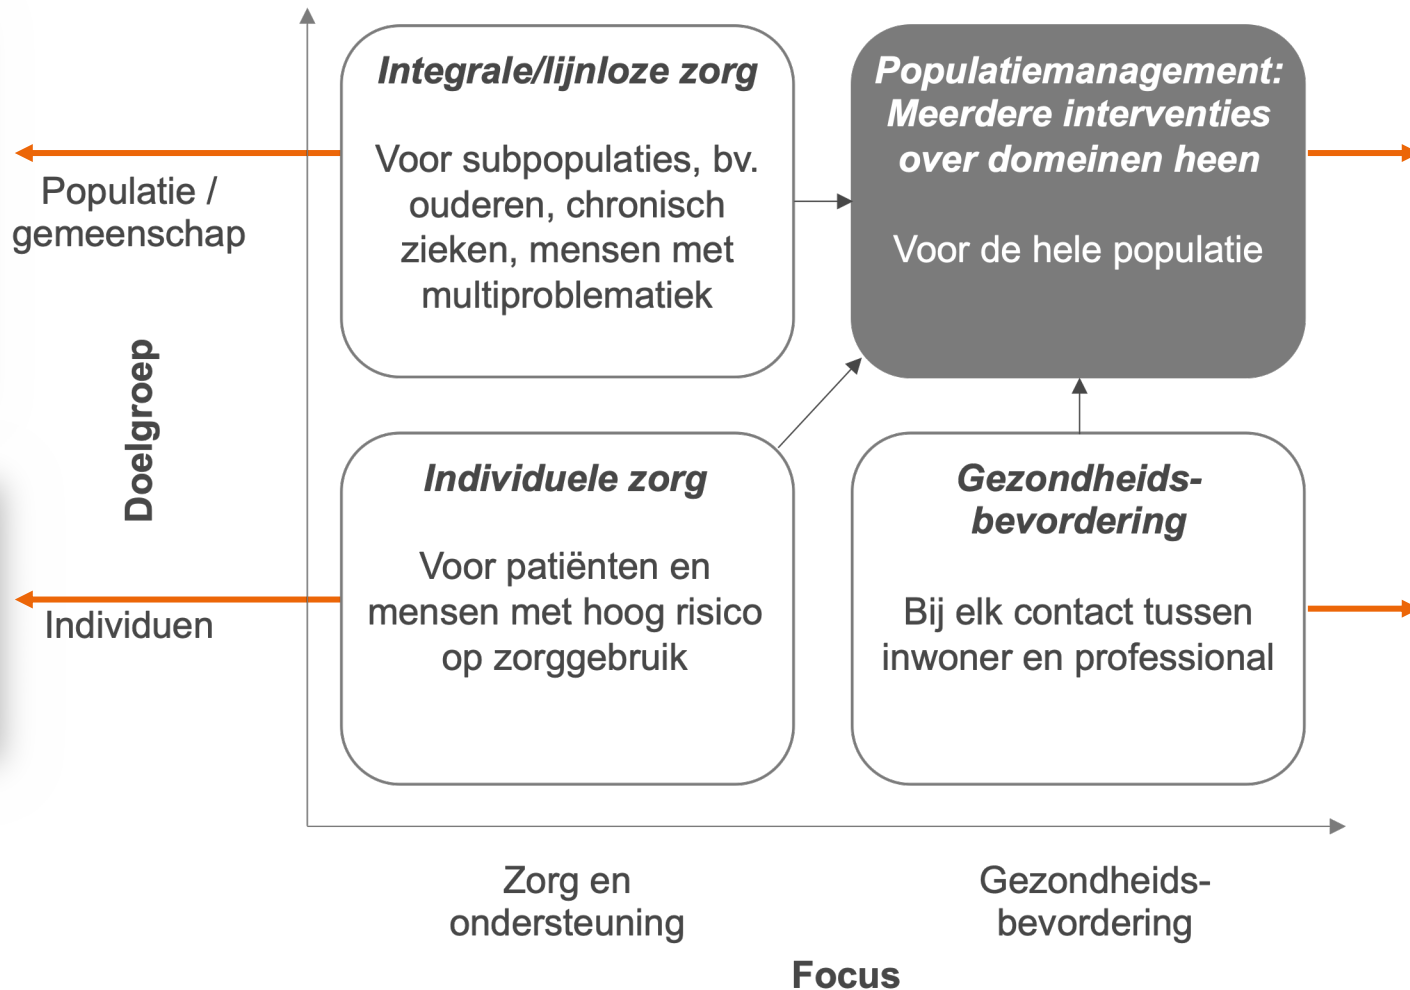 Integrale/lijnloze zorg
Voor subpopulaties, bv.
ouderen, chronisch
zieken, mensen met
multiproblematiek
Populatiemanagement:
Meerdere interventies
over domeinen heen
Voor de hele populatie
Populatie /
gemeenschap
Doelgroep
Individuele zorg
Voor patiënten en
mensen met hoog risico
op zorggebruik
Gezondheids-
bevordering
Bij elk contact tussen
inwoner en professional
Individuen
Zorg en
ondersteuning
Gezondheids-
bevordering
Focus